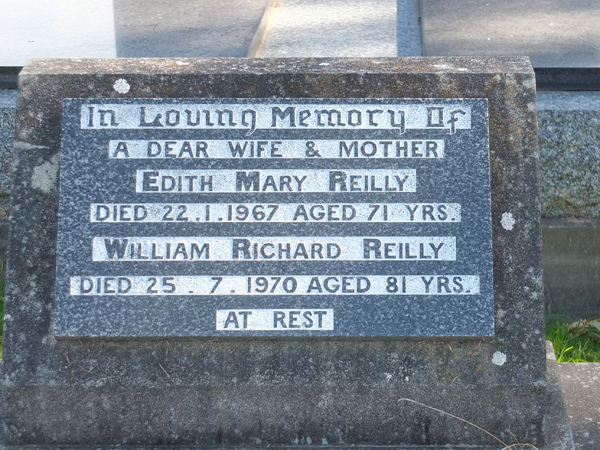 In Loving Memory Of
A DEAR WIFE & MOTHER
EDITH MARY REILLY
DIED 22.1.1967 AGED 71 YRS.
WILLIAM RICHARD REILLY
DIED 25.7.1970 AGED 81 YRS.
AT REST